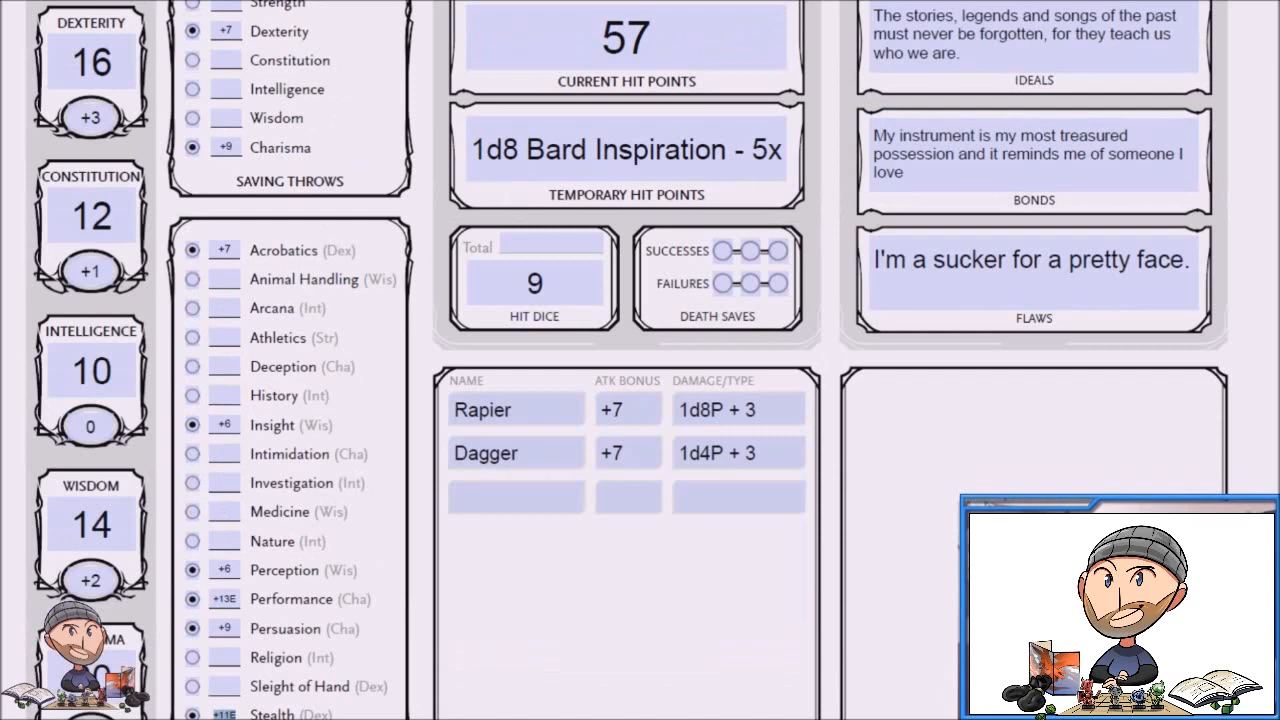 DEXTERITY
16
+3
CONSTITUTION
12
+1
INTELLIGENCE
10
0
WISDOM
14
+2
MA
Strength
+7 Dexterity
Constitution
Intelligence
Wisdom
+9 Charisma
SAVING THROWS
+7 Acrobatics (Dex)
Animal Handling (Wis)
Arcana (Int)
Athletics (Str)
Deception (Cha)
History (Int)
+6 Insight (Wis)
Intimidation (Cha)
Investigation (Int)
Medicine (Wis)
Nature (Int)
+6 Perception (Wis)
+13E Performance (Cha)
+9 Persuasion (Cha)
Religion (Int)
Sleight of Hand (Dex)
+11E Stealth (Dex)
57
CURRENT HIT POINTS
1d8 Bard Inspiration - 5x
TEMPORARY HIT POINTS
Total
9
HIT DICE
SUCCESSES
FAILURES
DEATH SAVES
NAME ATK BONUS DAMAGE/TYPE
Rapier +7 1d8P + 3
Dagger +7 1d4P + 3
The stories, legends and songs of the past
must never be forgotten, for they teach us
who we are.
IDEALS
My instrument is my most treasured
possession and it reminds me of someone I
love
BONDS
I'm a sucker for a pretty face.
FLAWS